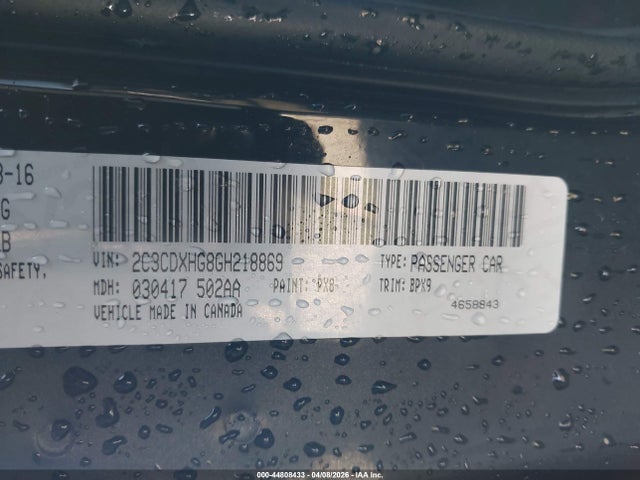 3-16
G
LB
SAFETY,
VIN: 2C3CDXHG8GH218869 TYPE: PASSENGER CAR
MDH: 030417 502AA PAINT: PX8 TRIM: BPX9
VEHICLE MADE IN CANADA 4658843
000-44808433 - 04/08/2026 - © IAA Inc.